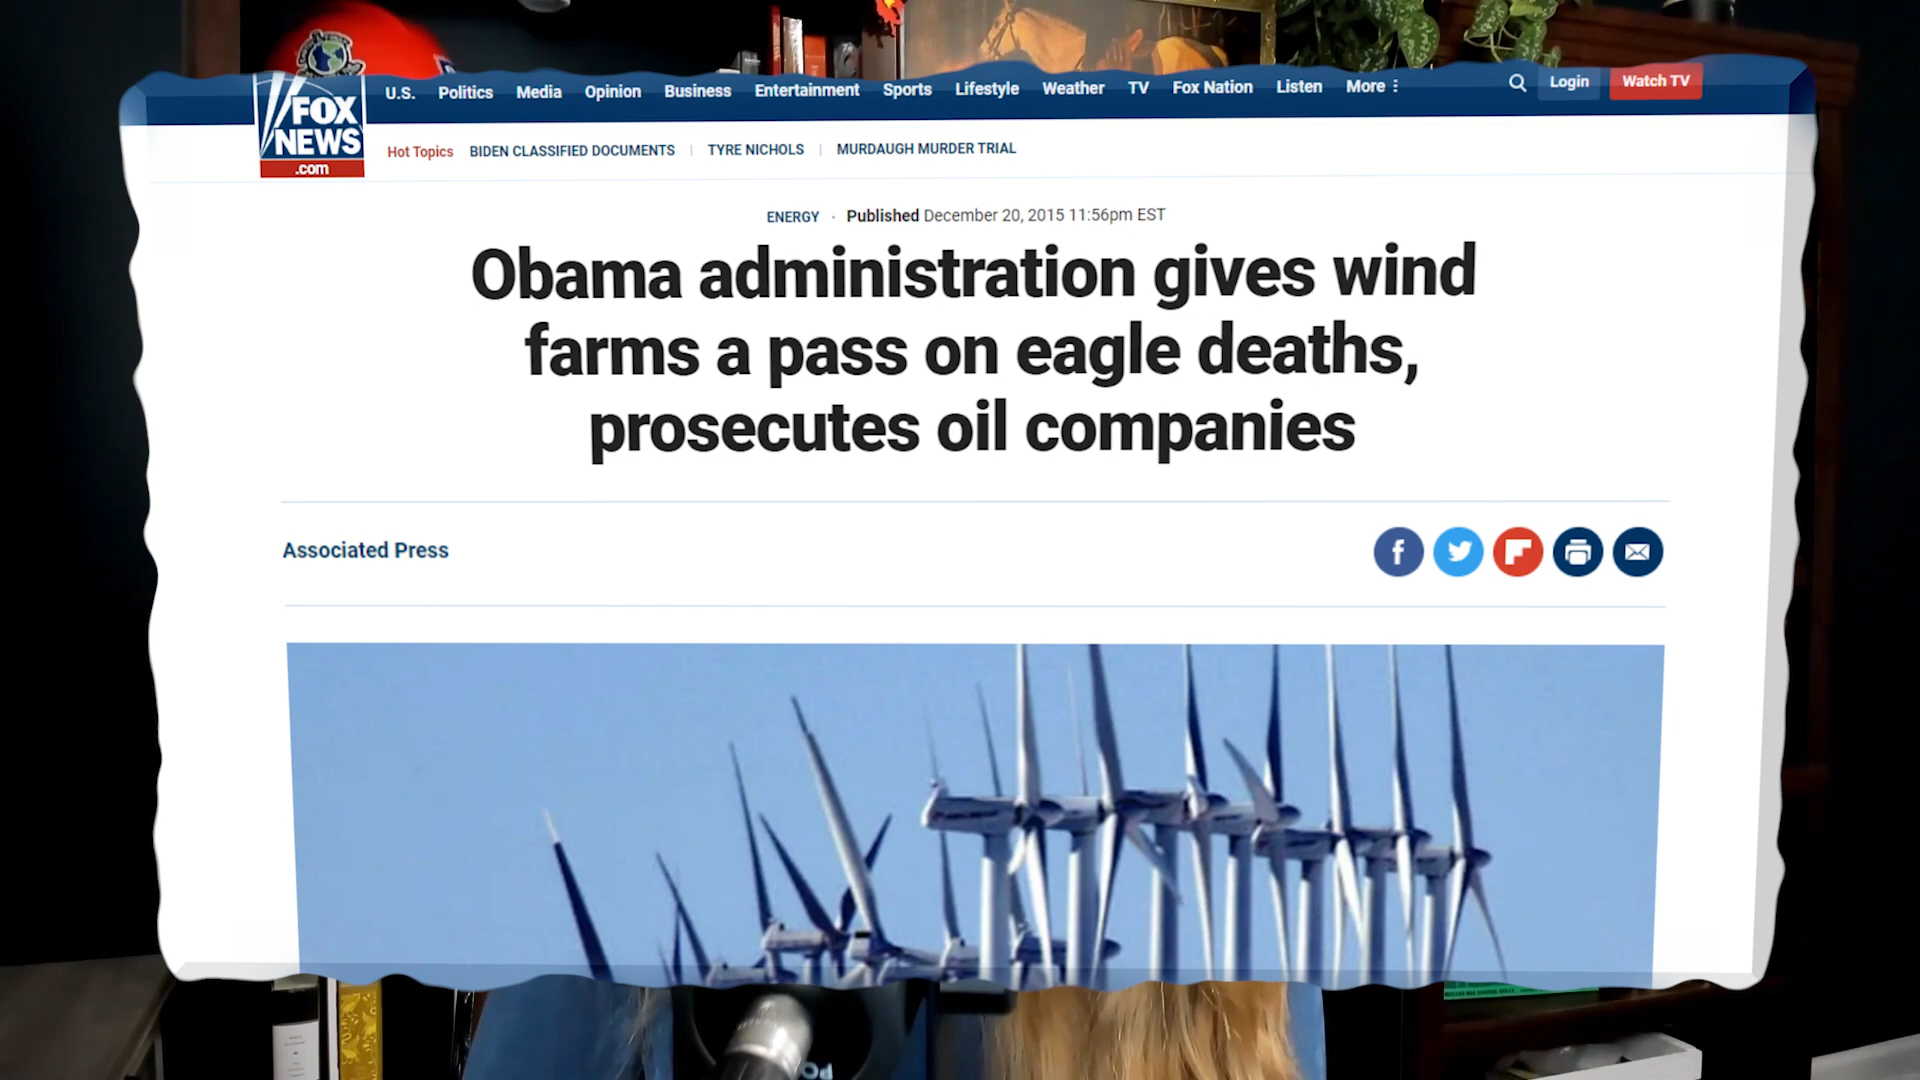 U.S. Politics Media Opinion Business Entertainment Sports Lifestyle Weather TV Fox Nation Listen More Login Watch TV
FOX
NEWS
.com
Hot Topics BIDEN CLASSIFIED DOCUMENTS | TYRE NICHOLS | MURDAUGH MURDER TRIAL
ENERGY · Published December 20, 2015 11:56pm EST
Obama administration gives wind
farms a pass on eagle deaths,
prosecutes oil companies
Associated Press